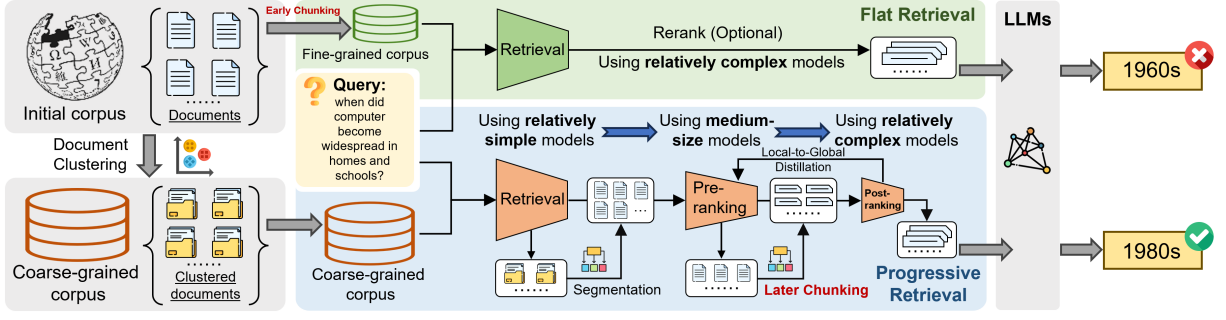 Initial corpus
Documents
Early Chunking
Fine-grained corpus
Retrieval
Rerank (Optional)
Using relatively complex models
Flat Retrieval
LLMs
1960s
Query:
when did
computer
become
widespread in
homes and
schools?
Document
Clustering
Coarse-grained
corpus
Clustered
documents
Coarse-grained
corpus
Using relatively
simple models
Using medium-
size models
Using relatively
complex models
Local-to-Global
Distillation
Retrieval
Pre-
ranking
Post-
ranking
Segmentation
Later Chunking
Progressive
Retrieval
1980s